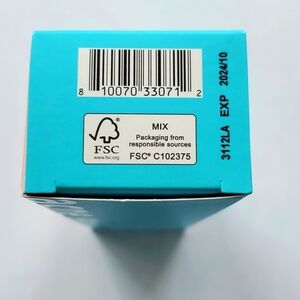 8 10070 33071 2
FSC
www.fsc.org
MIX
Packaging from
responsible sources
FSC® C102375
3112LA EXP 2024/10